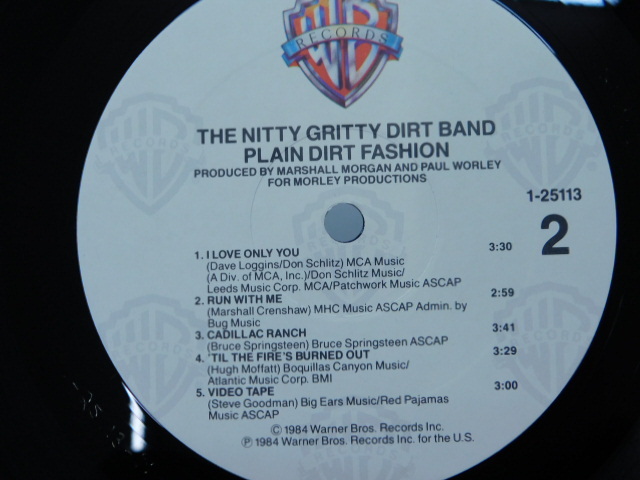 RECORDS
THE NITTY GRITTY DIRT BAND
PLAIN DIRT FASHION
PRODUCED BY MARSHALL MORGAN AND PAUL WORLEY
FOR MORLEY PRODUCTIONS
1-25113
2
1. I LOVE ONLY YOU 3:30
(Dave Loggins/Don Schlitz) MCA Music
(A Div. of MCA, Inc.)/Don Schlitz Music/
Leeds Music Corp. MCA/Patchwork Music ASCAP
2. RUN WITH ME 2:59
(Marshall Crenshaw) MHC Music ASCAP Admin. by
Bug Music
3. CADILLAC RANCH 3:41
(Bruce Springsteen) Bruce Springsteen ASCAP
4. 'TIL THE FIRE'S BURNED OUT 3:29
(Hugh Moffatt) Boquillas Canyon Music/
Atlantic Music Corp. BMI
5. VIDEO TAPE 3:00
(Steve Goodman) Big Ears Music/Red Pajamas
Music ASCAP
© 1984 Warner Bros. Records Inc.
℗ 1984 Warner Bros. Records Inc. for the U.S.